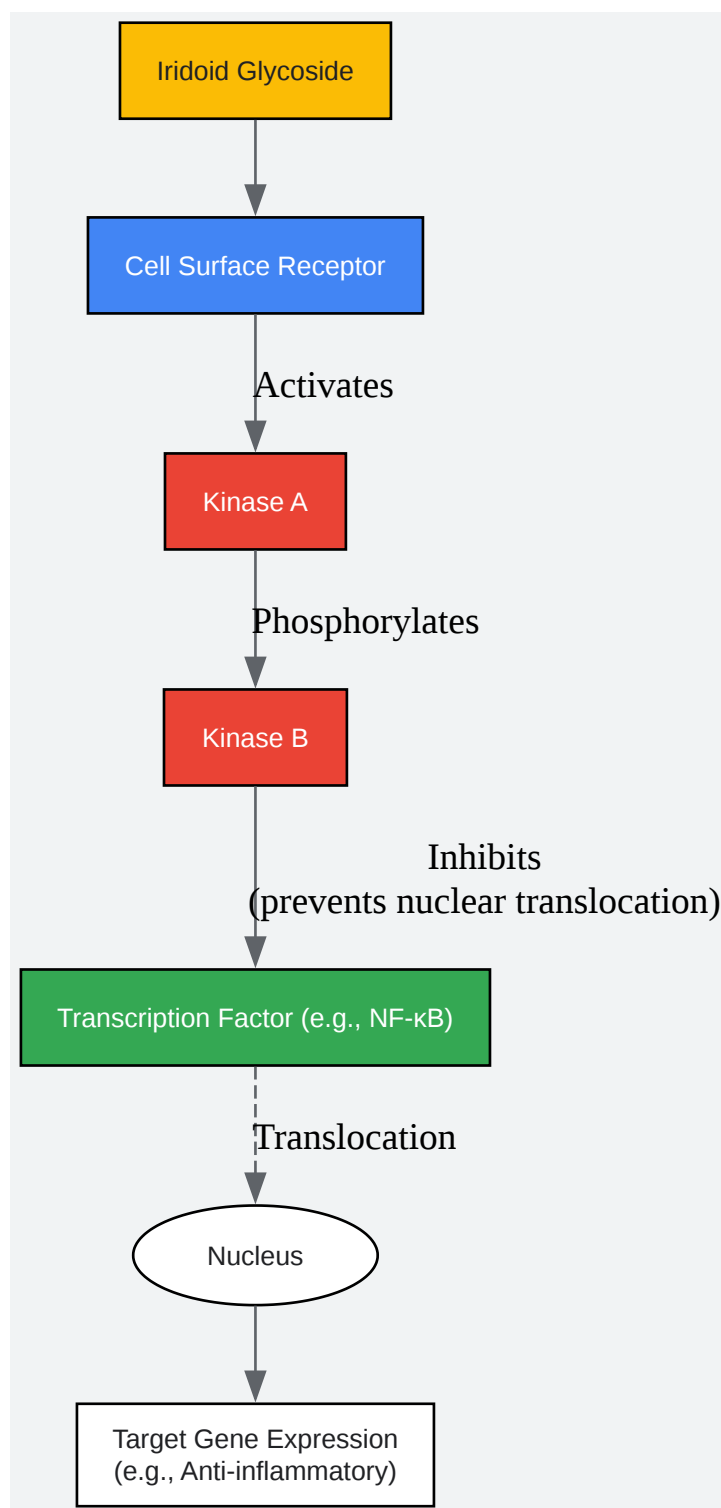 Iridoid Glycoside
Cell Surface Receptor
Activates
Kinase A
Phosphorylates
Kinase B
Inhibits
(prevents nuclear translocation)
Transcription Factor (e.g., NF-κB)
Translocation
Nucleus
Target Gene Expression
(e.g., Anti-inflammatory)